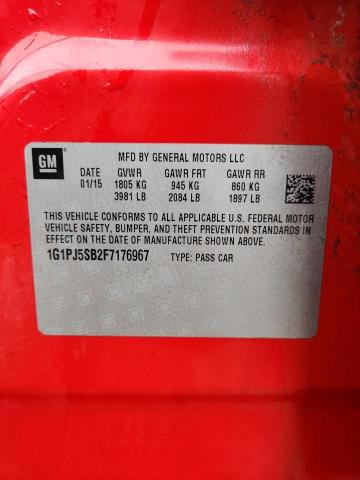 GM
MFD BY GENERAL MOTORS LLC
DATE GVWR GAWR FRT GAWR RR
01/15 1805 KG 945 KG 860 KG
3981 LB 2084 LB 1897 LB
THIS VEHICLE CONFORMS TO ALL APPLICABLE U.S. FEDERAL MOTOR
VEHICLE SAFETY, BUMPER, AND THEFT PREVENTION STANDARDS IN
EFFECT ON THE DATE OF MANUFACTURE SHOWN ABOVE.
1G1PJ5SB2F7176967 TYPE: PASS CAR